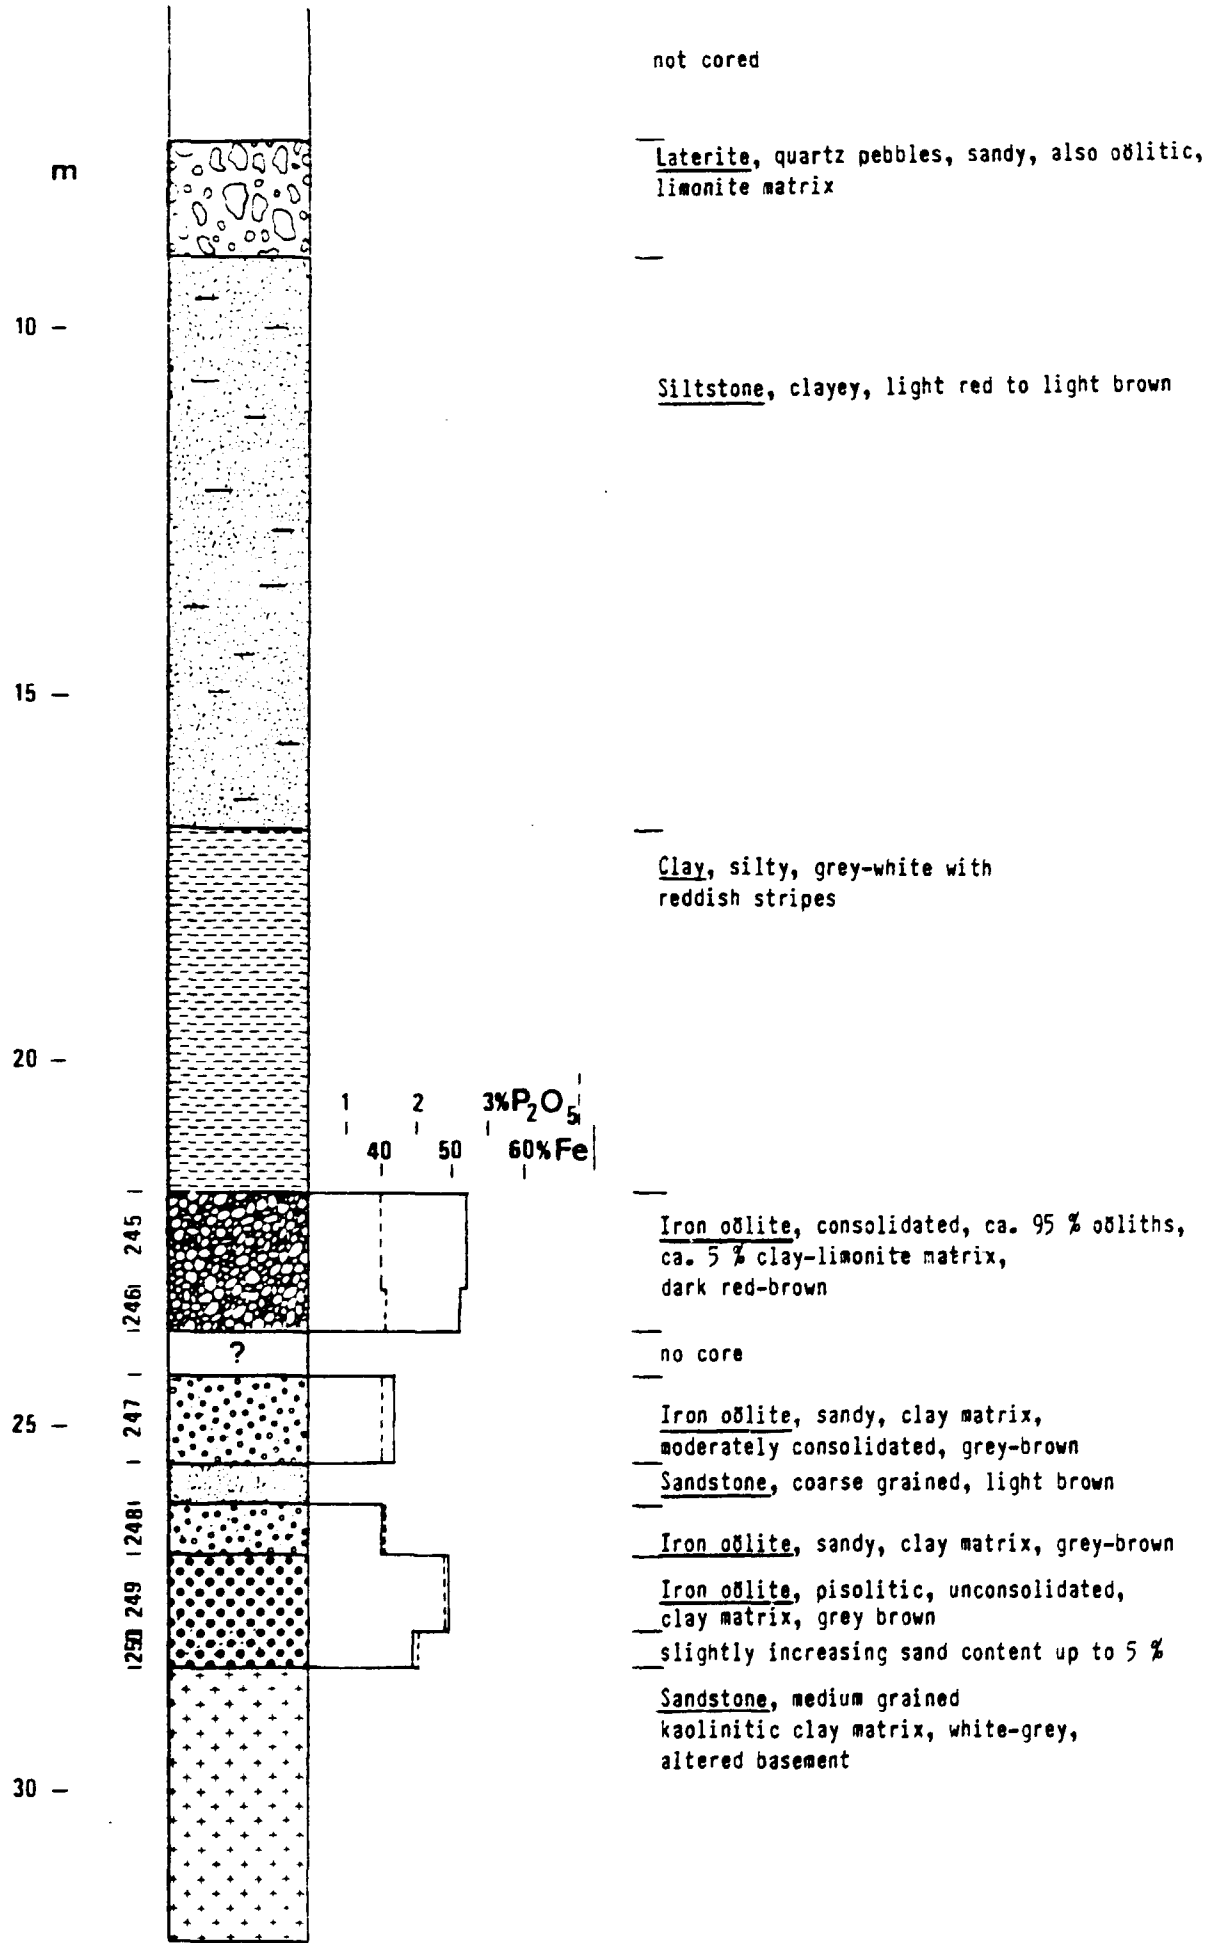 not cored
m
Laterite, quartz pebbles, sandy, also oölitic,
limonite matrix
10
Siltstone, clayey, light red to light brown
15
Clay, silty, grey-white with
reddish stripes
20
1 2 3% P₂O₅
40 50 60% Fe
245
Iron oölite, consolidated, ca. 95 % oöliths,
ca. 5 % clay-limonite matrix,
dark red-brown
246
?
no core
247
25
Iron oölite, sandy, clay matrix,
moderately consolidated, grey-brown
Sandstone, coarse grained, light brown
248
Iron oölite, sandy, clay matrix, grey-brown
249
Iron oölite, pisolitic, unconsolidated,
clay matrix, grey brown
250
slightly increasing sand content up to 5 %
Sandstone, medium grained
kaolinitic clay matrix, white-grey,
altered basement
30